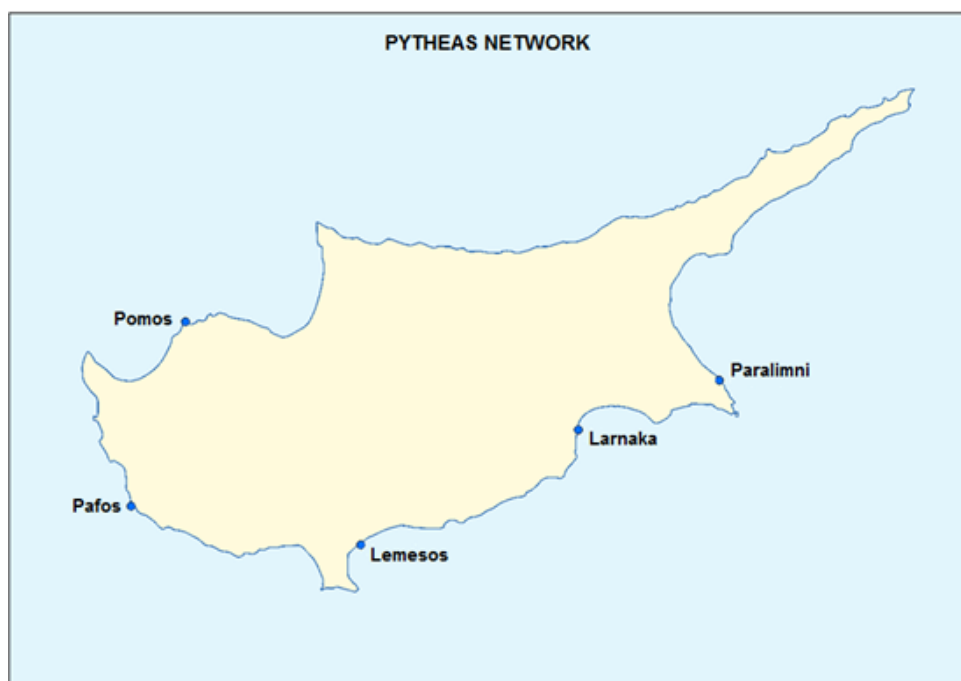 PYTHEAS NETWORK
Pomos
Paralimni
Larnaka
Pafos
Lemesos